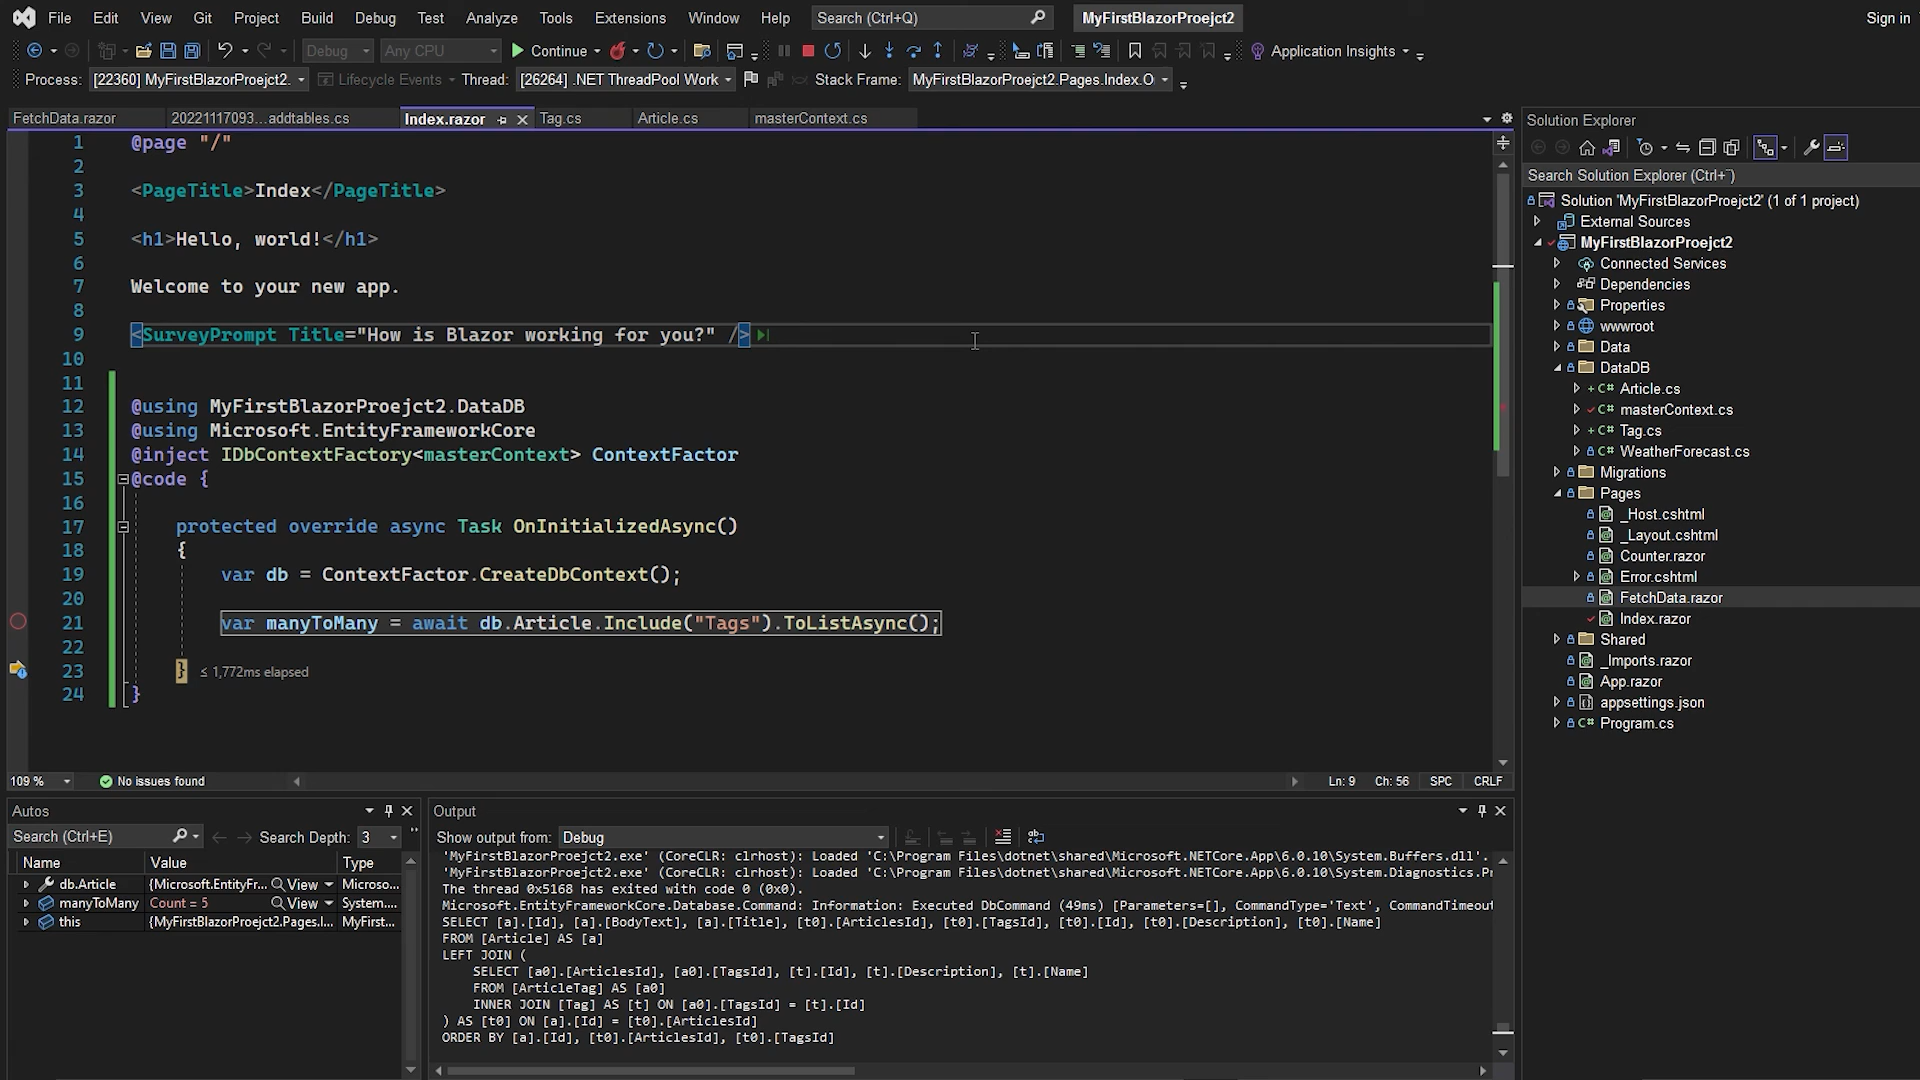 File Edit View Git Project Build Debug Test Analyze Tools Extensions Window Help Search (Ctrl+Q) MyFirstBlazorProejct2 Sign in
Debug Any CPU Continue Application Insights
Process: [22360] MyFirstBlazorProejct2. Lifecycle Events Thread: [26264] .NET ThreadPool Work Stack Frame: MyFirstBlazorProejct2.Pages.Index.O
FetchData.razor 20221117093...addtables.cs Index.razor Tag.cs Article.cs masterContext.cs
1 @page "/"
2
3 <PageTitle>Index</PageTitle>
4
5 <h1>Hello, world!</h1>
6
7 Welcome to your new app.
8
9 <SurveyPrompt Title="How is Blazor working for you?" />
10
11
12 @using MyFirstBlazorProejct2.DataDB
13 @using Microsoft.EntityFrameworkCore
14 @inject IDbContextFactory<masterContext> ContextFactor
15 @code {
16
17 protected override async Task OnInitializedAsync()
18 {
19 var db = ContextFactor.CreateDbContext();
20
21 var manyToMany = await db.Article.Include("Tags").ToListAsync();
22
23 } ≤ 1,772ms elapsed
24 }
109 % No issues found Ln: 9 Ch: 56 SPC CRLF
Solution Explorer
Search Solution Explorer (Ctrl+¨)
Solution 'MyFirstBlazorProejct2' (1 of 1 project)
External Sources
MyFirstBlazorProejct2
Connected Services
Dependencies
Properties
wwwroot
Data
DataDB
Article.cs
masterContext.cs
Tag.cs
WeatherForecast.cs
Migrations
Pages
_Host.cshtml
_Layout.cshtml
Counter.razor
Error.cshtml
FetchData.razor
Index.razor
Shared
_Imports.razor
App.razor
appsettings.json
Program.cs
Autos
Search (Ctrl+E) Search Depth: 3
Name Value Type
db.Article {Microsoft.EntityFr... View Microso...
manyToMany Count = 5 View System....
this {MyFirstBlazorProejct2.Pages.I... MyFirst...
Output
Show output from: Debug
'MyFirstBlazorProejct2.exe' (CoreCLR: clrhost): Loaded 'C:\Program Files\dotnet\shared\Microsoft.NETCore.App\6.0.10\System.Buffers.dll'.
'MyFirstBlazorProejct2.exe' (CoreCLR: clrhost): Loaded 'C:\Program Files\dotnet\shared\Microsoft.NETCore.App\6.0.10\System.Diagnostics.Pr
The thread 0x5168 has exited with code 0 (0x0).
Microsoft.EntityFrameworkCore.Database.Command: Information: Executed DbCommand (49ms) [Parameters=[], CommandType='Text', CommandTimeout
SELECT [a].[Id], [a].[BodyText], [a].[Title], [t0].[ArticlesId], [t0].[TagsId], [t0].[Id], [t0].[Description], [t0].[Name]
FROM [Article] AS [a]
LEFT JOIN (
SELECT [a0].[ArticlesId], [a0].[TagsId], [t].[Id], [t].[Description], [t].[Name]
FROM [ArticleTag] AS [a0]
INNER JOIN [Tag] AS [t] ON [a0].[TagsId] = [t].[Id]
) AS [t0] ON [a].[Id] = [t0].[ArticlesId]
ORDER BY [a].[Id], [t0].[ArticlesId], [t0].[TagsId]